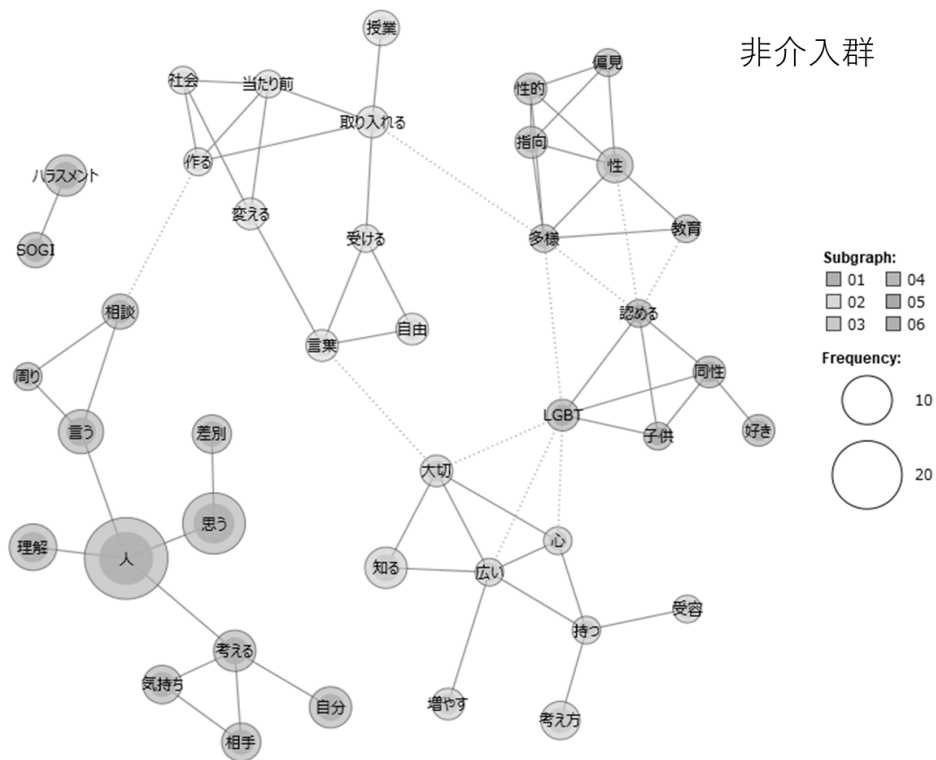 非介入群
授業
社会
当たり前
取り入れる
作る
変える
受ける
言葉
自由
偏見
性的
指向
性
多様
教育
ハラスメント
SOGI
相談
周り
言う
差別
思う
人
理解
考える
気持ち
自分
相手
認める
同性
LGBT
子供
好き
大切
心
知る
広い
持つ
受容
増やす
考え方
Subgraph:
01 04
02 05
03 06
Frequency:
10
20